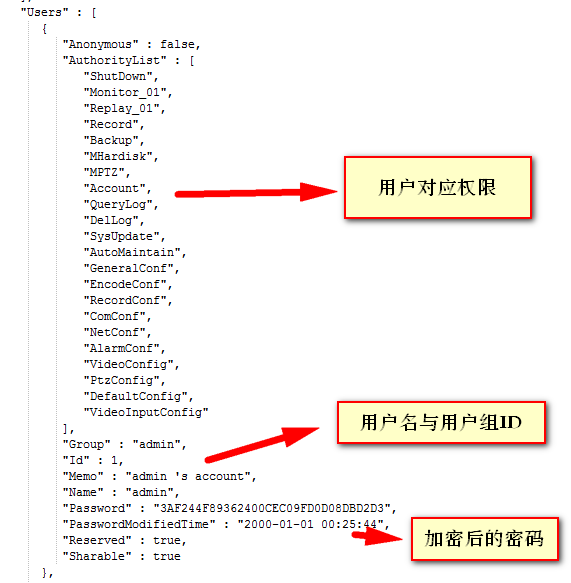 "Users" : [
{
"Anonymous" : false,
"AuthorityList" : [
"ShutDown",
"Monitor_01",
"Replay_01",
"Record",
"Backup",
"MHardisk",
"MPTZ",
"Account",
"QueryLog",
"DelLog",
"SysUpdate",
"AutoMaintain",
"GeneralConf",
"EncodeConf",
"RecordConf",
"ComConf",
"NetConf",
"AlarmConf",
"VideoConfig",
"PtzConfig",
"DefaultConfig",
"VideoInputConfig"
],
"Group" : "admin",
"Id" : 1,
"Memo" : "admin 's account",
"Name" : "admin",
"Password" : "3AF244F89362400CEC09FD0D08DBD2D3",
"PasswordModifiedTime" : "2000-01-01 00:25:44",
"Reserved" : true,
"Sharable" : true
},
用户对应权限
用户名与用户组ID
加密后的密码